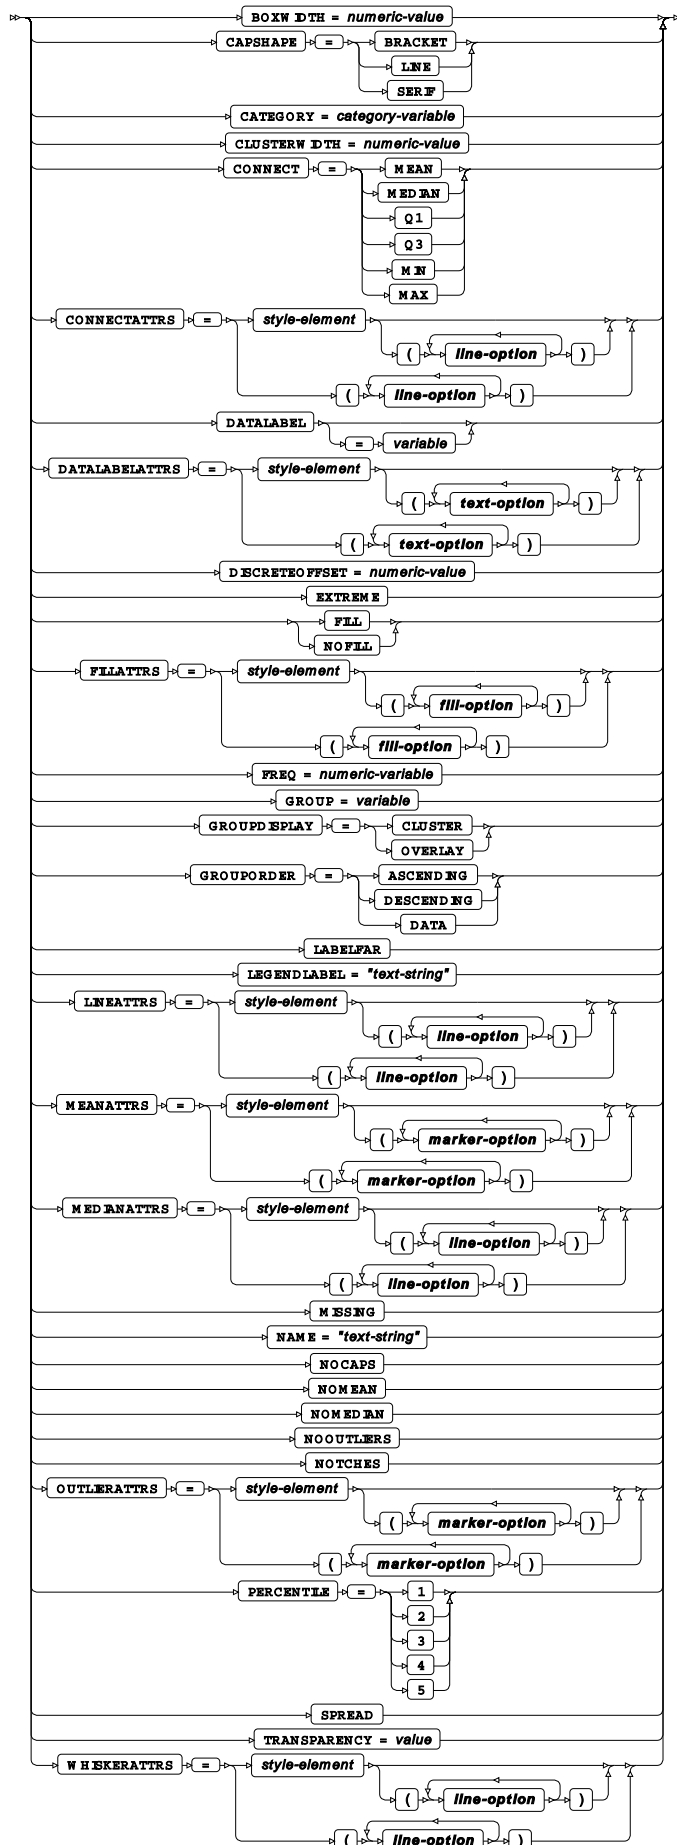 BOXWIDTH = numeric-value
CAPSHAPE = BRACKET
LINE
SERIF
CATEGORY = category-variable
CLUSTERWIDTH = numeric-value
CONNECT = MEAN
MEDIAN
Q1
Q3
MIN
MAX
CONNECTATTRS = style-element
( line-option )
( line-option )
DATALABEL
= variable
DATALABELATTRS = style-element
( text-option )
( text-option )
DISCRETEOFFSET = numeric-value
EXTREME
FILL
NOFILL
FILLATTRS = style-element
( fill-option )
( fill-option )
FREQ = numeric-variable
GROUP = variable
GROUPDISPLAY = CLUSTER
OVERLAY
GROUPORDER = ASCENDING
DESCENDING
DATA
LABELFAR
LEGENDLABEL = "text-string"
LINEATTRS = style-element
( line-option )
( line-option )
MEANATTRS = style-element
( marker-option )
( marker-option )
MEDIANATTRS = style-element
( line-option )
( line-option )
MISSING
NAME = "text-string"
NOCAPS
NOMEAN
NOMEDIAN
NOOUTLIERS
NOTCHES
OUTLIERATTRS = style-element
( marker-option )
( marker-option )
PERCENTILE = 1
2
3
4
5
SPREAD
TRANSPARENCY = value
WHISKERATTRS = style-element
( line-option )
( line-option )